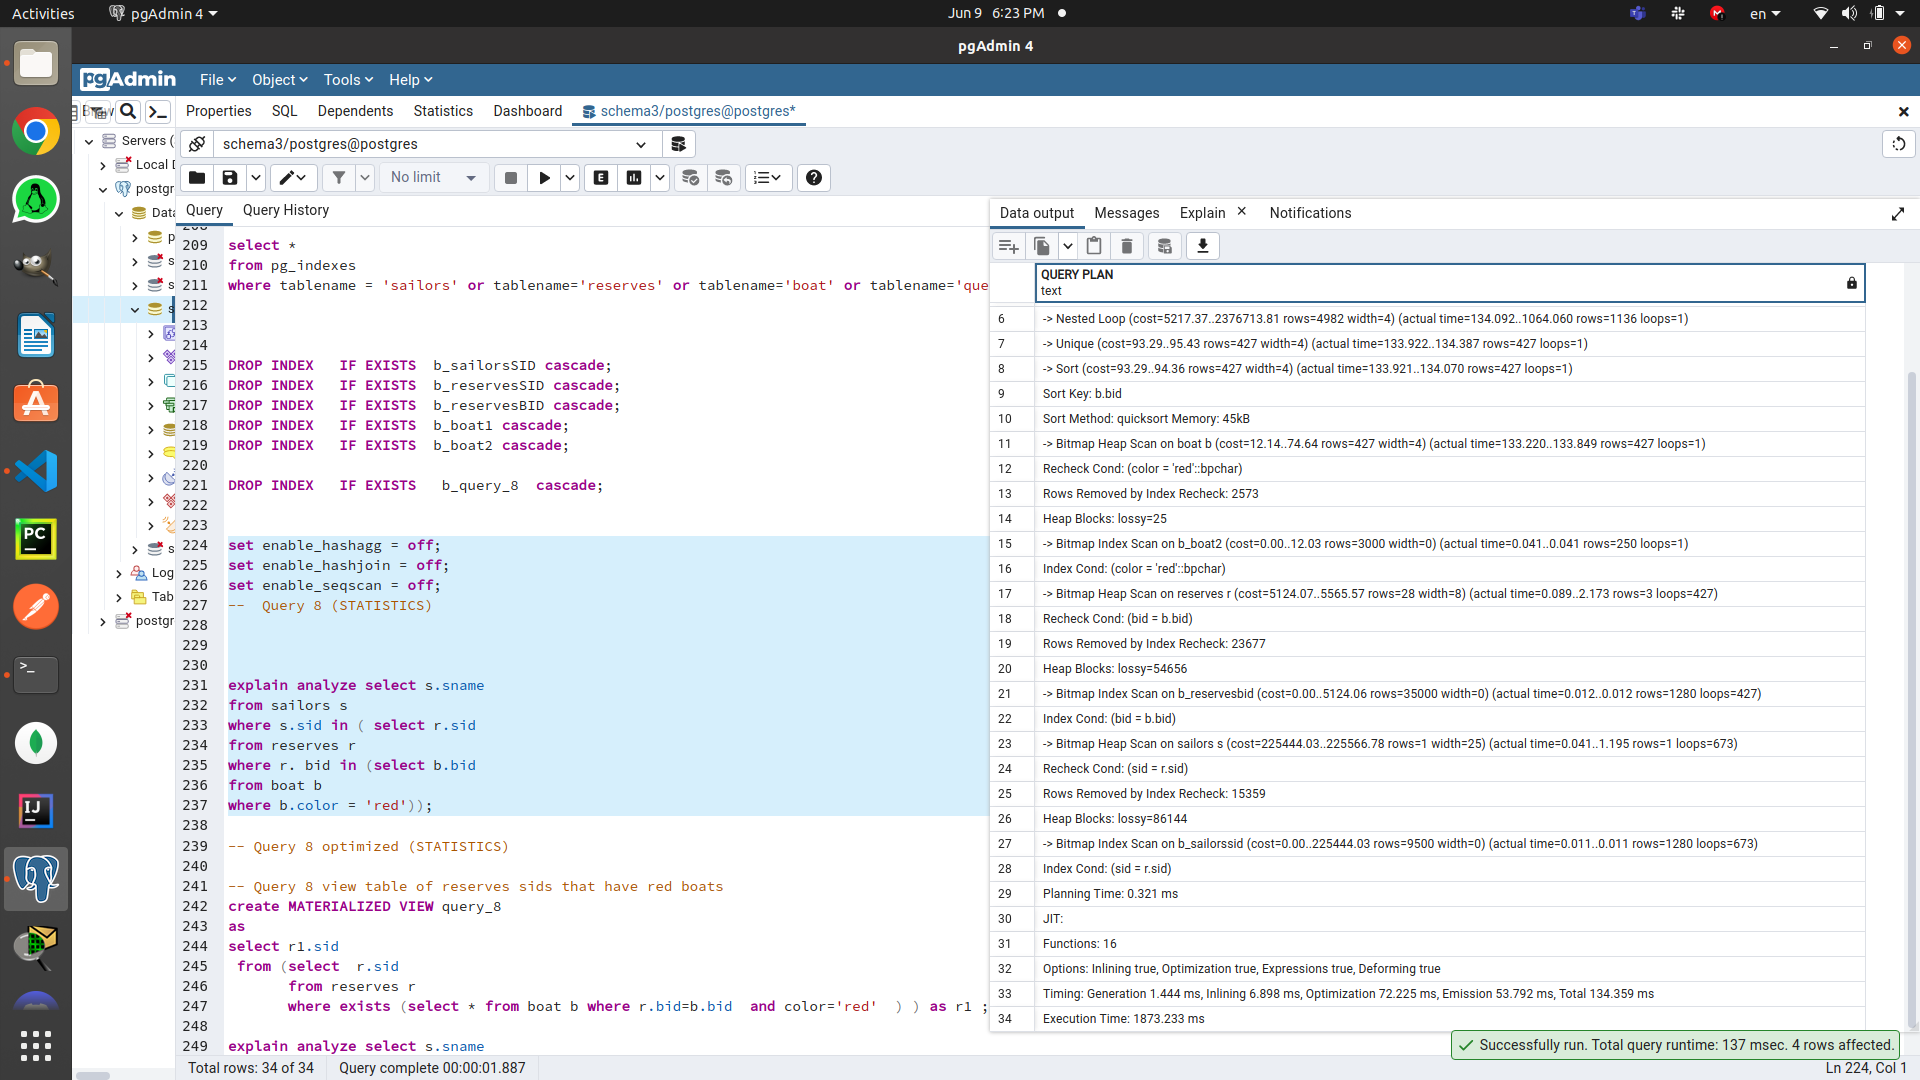 Activities
pgAdmin 4
Jun 9 6:23 PM
en
pgAdmin 4
pgAdmin
File
Object
Tools
Help
Properties
SQL
Dependents
Statistics
Dashboard
schema3/postgres@postgres*
Servers (
Local D
postgr
Data
p
s
s
s
s
Log
Tab
postgr
schema3/postgres@postgres
No limit
E
Query
Query History
208
209 select *
210 from pg_indexes
211 where tablename = 'sailors' or tablename='reserves' or tablename='boat' or tablename='que
212
213
214
215 DROP INDEX IF EXISTS b_sailorsSID cascade;
216 DROP INDEX IF EXISTS b_reservesSID cascade;
217 DROP INDEX IF EXISTS b_reservesBID cascade;
218 DROP INDEX IF EXISTS b_boat1 cascade;
219 DROP INDEX IF EXISTS b_boat2 cascade;
220
221 DROP INDEX IF EXISTS b_query_8 cascade;
222
223
224 set enable_hashagg = off;
225 set enable_hashjoin = off;
226 set enable_seqscan = off;
227 -- Query 8 (STATISTICS)
228
229
230
231 explain analyze select s.sname
232 from sailors s
233 where s.sid in ( select r.sid
234 from reserves r
235 where r. bid in (select b.bid
236 from boat b
237 where b.color = 'red'));
238
239 -- Query 8 optimized (STATISTICS)
240
241 -- Query 8 view table of reserves sids that have red boats
242 create MATERIALIZED VIEW query_8
243 as
244 select r1.sid
245 from (select r.sid
246 from reserves r
247 where exists (select * from boat b where r.bid=b.bid and color='red' ) ) as r1 ;
248
249 explain analyze select s.sname
Data output
Messages
Explain
Notifications
QUERY PLAN
text
6 -> Nested Loop (cost=5217.37..2376713.81 rows=4982 width=4) (actual time=134.092..1064.060 rows=1136 loops=1)
7 -> Unique (cost=93.29..95.43 rows=427 width=4) (actual time=133.922..134.387 rows=427 loops=1)
8 -> Sort (cost=93.29..94.36 rows=427 width=4) (actual time=133.921..134.070 rows=427 loops=1)
9 Sort Key: b.bid
10 Sort Method: quicksort Memory: 45kB
11 -> Bitmap Heap Scan on boat b (cost=12.14..74.64 rows=427 width=4) (actual time=133.220..133.849 rows=427 loops=1)
12 Recheck Cond: (color = 'red'::bpchar)
13 Rows Removed by Index Recheck: 2573
14 Heap Blocks: lossy=25
15 -> Bitmap Index Scan on b_boat2 (cost=0.00..12.03 rows=3000 width=0) (actual time=0.041..0.041 rows=250 loops=1)
16 Index Cond: (color = 'red'::bpchar)
17 -> Bitmap Heap Scan on reserves r (cost=5124.07..5565.57 rows=28 width=8) (actual time=0.089..2.173 rows=3 loops=427)
18 Recheck Cond: (bid = b.bid)
19 Rows Removed by Index Recheck: 23677
20 Heap Blocks: lossy=54656
21 -> Bitmap Index Scan on b_reservesbid (cost=0.00..5124.06 rows=35000 width=0) (actual time=0.012..0.012 rows=1280 loops=427)
22 Index Cond: (bid = b.bid)
23 -> Bitmap Heap Scan on sailors s (cost=225444.03..225566.78 rows=1 width=25) (actual time=0.041..1.195 rows=1 loops=673)
24 Recheck Cond: (sid = r.sid)
25 Rows Removed by Index Recheck: 15359
26 Heap Blocks: lossy=86144
27 -> Bitmap Index Scan on b_sailorssid (cost=0.00..225444.03 rows=9500 width=0) (actual time=0.011..0.011 rows=1280 loops=673)
28 Index Cond: (sid = r.sid)
29 Planning Time: 0.321 ms
30 JIT:
31 Functions: 16
32 Options: Inlining true, Optimization true, Expressions true, Deforming true
33 Timing: Generation 1.444 ms, Inlining 6.898 ms, Optimization 72.225 ms, Emission 53.792 ms, Total 134.359 ms
34 Execution Time: 1873.233 ms
Successfully run. Total query runtime: 137 msec. 4 rows affected.
Total rows: 34 of 34
Query complete 00:00:01.887
Ln 224, Col 1
PC
IJ